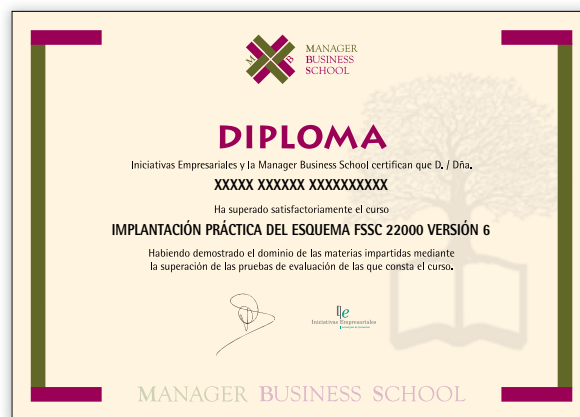 M B
MANAGER
BUSINESS
SCHOOL
DIPLOMA
Iniciativas Empresariales y la Manager Business School certifican que D. / Dña.
XXXXX XXXXXX XXXXXXXXXX
Ha superado satisfactoriamente el curso
IMPLANTACIÓN PRÁCTICA DEL ESQUEMA FSSC 22000 VERSIÓN 6
Habiendo demostrado el dominio de las materias impartidas mediante
la superación de las pruebas de evaluación de las que consta el curso.
Iniciativas Empresariales
MANAGER BUSINESS SCHOOL